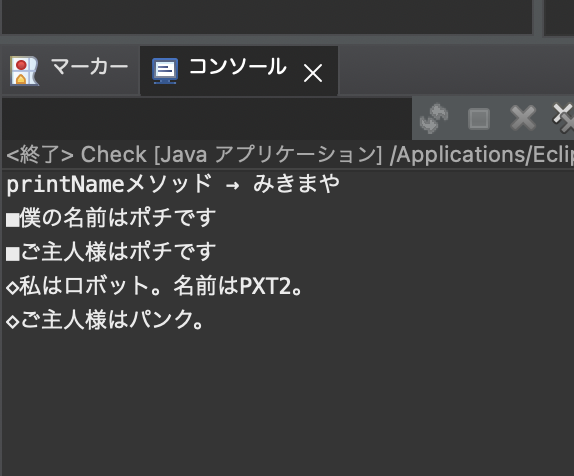 マーカー コンソール
<終了> Check [Java アプリケーション] /Applications/Eclip
printNameメソッド → みきまや
■僕の名前はポチです
■ご主人様はポチです
◇私はロボット。名前はPXT2。
◇ご主人様はパンク。